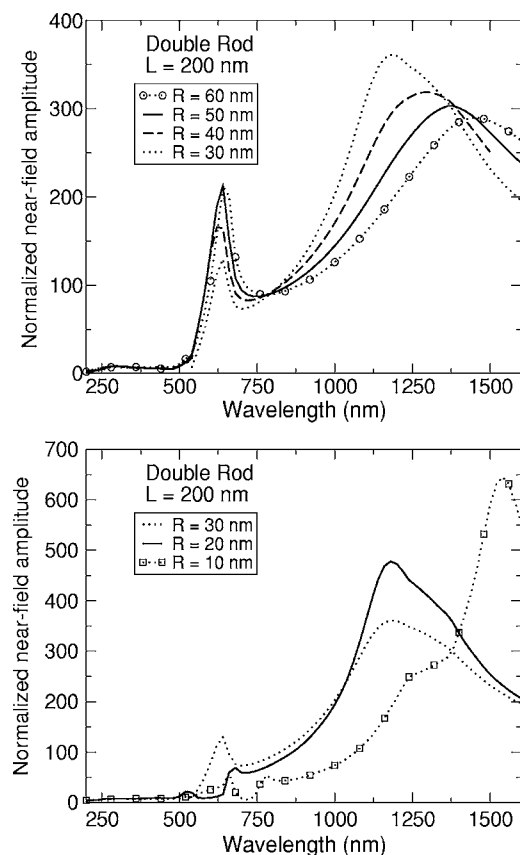 400
Double Rod
L = 200 nm
R = 60 nm
R = 50 nm
R = 40 nm
R = 30 nm
300
200
100
0
Normalized near-field amplitude
250 500 750 1000 1250 1500
Wavelength (nm)
700
Double Rod
L = 200 nm
R = 30 nm
R = 20 nm
R = 10 nm
600
500
400
300
200
100
0
Normalized near-field amplitude
250 500 750 1000 1250 1500
Wavelength (nm)